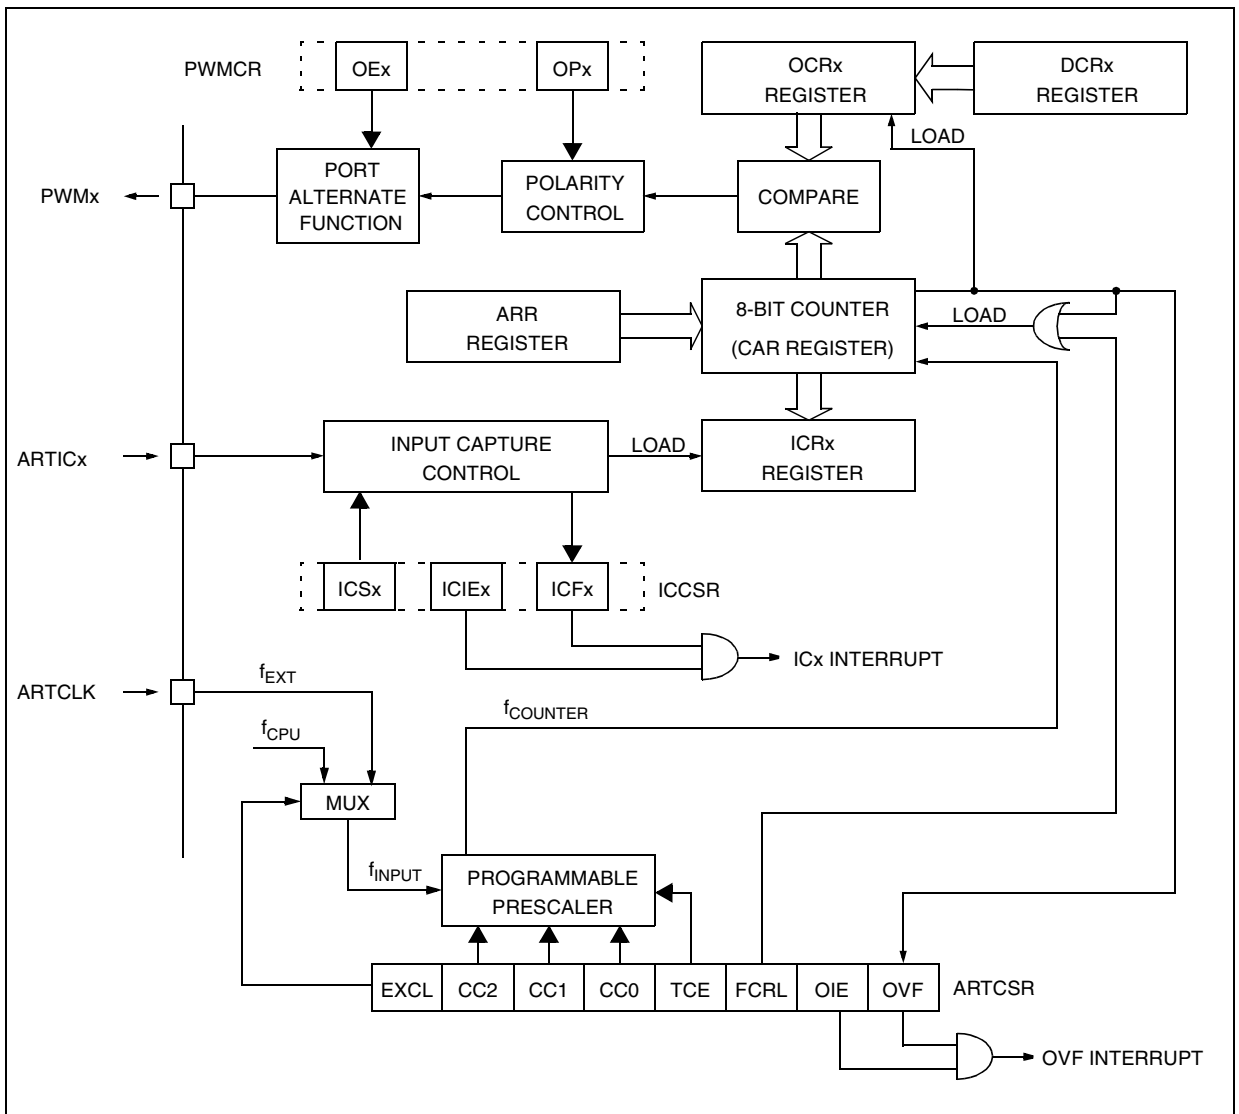 PWMCR
OEx
OPx
OCRx
REGISTER
DCRx
REGISTER
LOAD
PWMx
PORT
ALTERNATE
FUNCTION
POLARITY
CONTROL
COMPARE
ARR
REGISTER
8-BIT COUNTER
(CAR REGISTER)
LOAD
ARTICx
INPUT CAPTURE
CONTROL
LOAD
ICRx
REGISTER
ICSx
ICIEx
ICFx
ICCSR
ICx INTERRUPT
ARTCLK
fEXT
fCPU
fCOUNTER
MUX
fINPUT
PROGRAMMABLE
PRESCALER
EXCL
CC2
CC1
CC0
TCE
FCRL
OIE
OVF
ARTCSR
OVF INTERRUPT